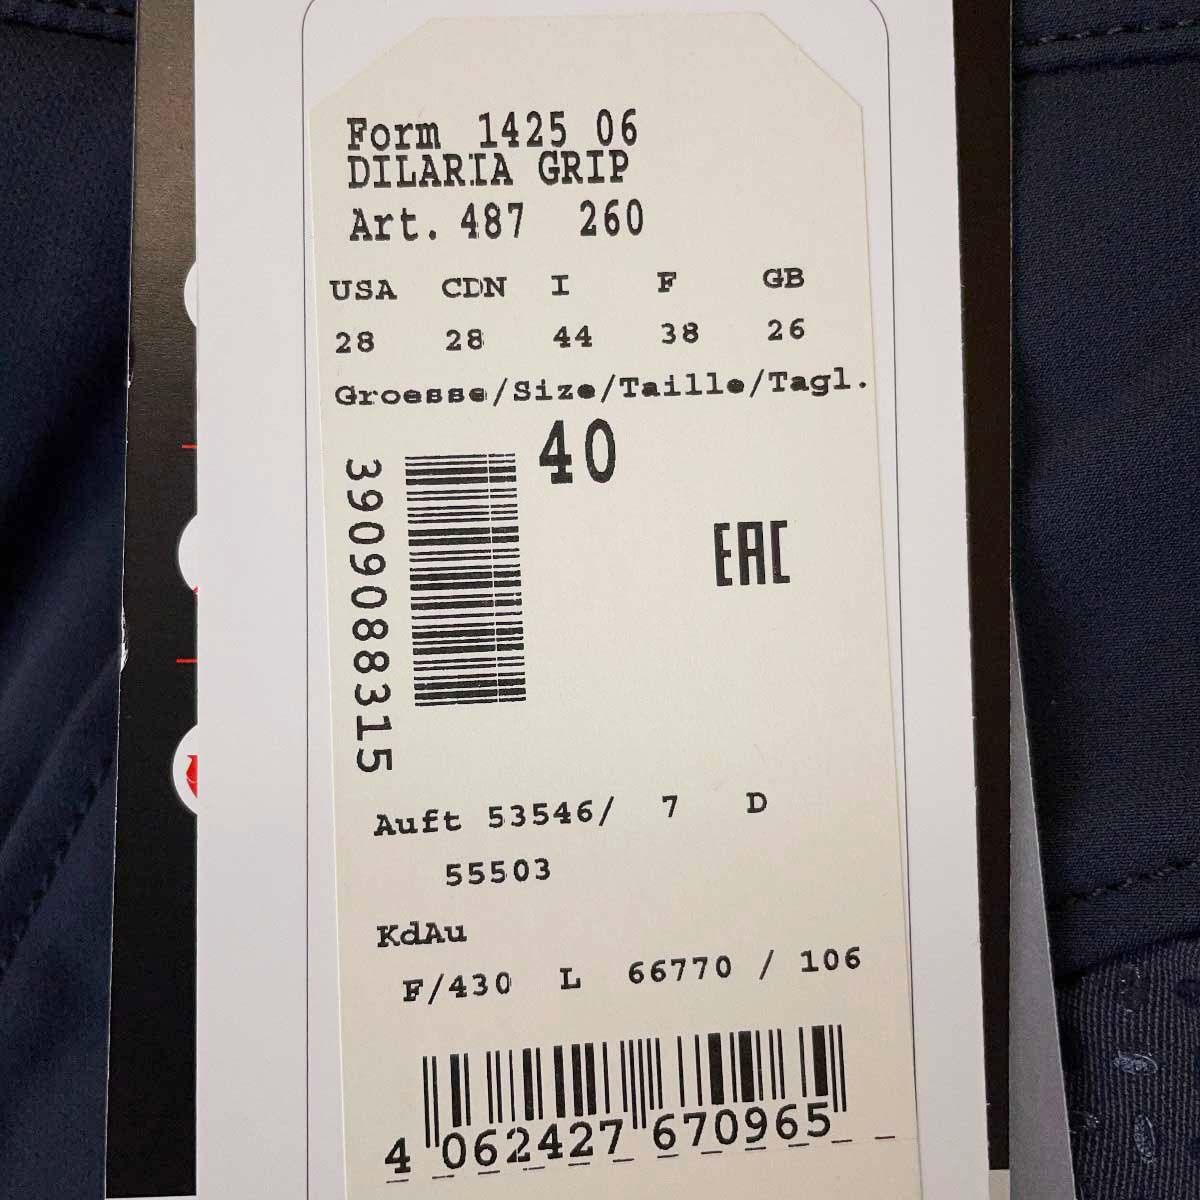 Form 1425 06
DILARIA GRIP
Art. 487 260
USA CDN I F GB
28 28 44 38 26
Groesse/Size/Taille/Tagl.
40
3909088315
EAC
Auft 53546/ 7 D
55503
KdAu
F/430 L 66770 / 106
4 062427 670965